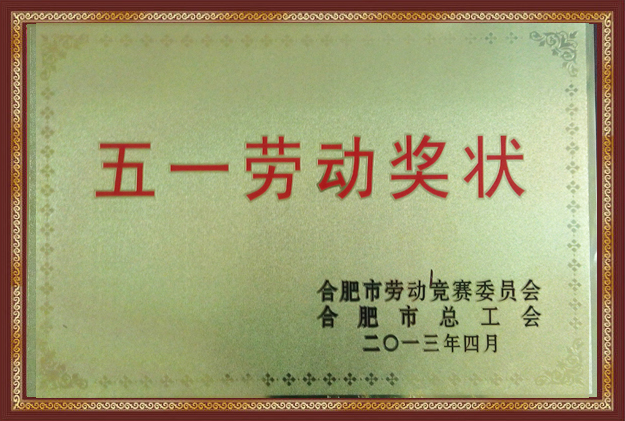 五一劳动奖状
合肥市劳动竞赛委员会
合肥市总工会
二〇一三年四月